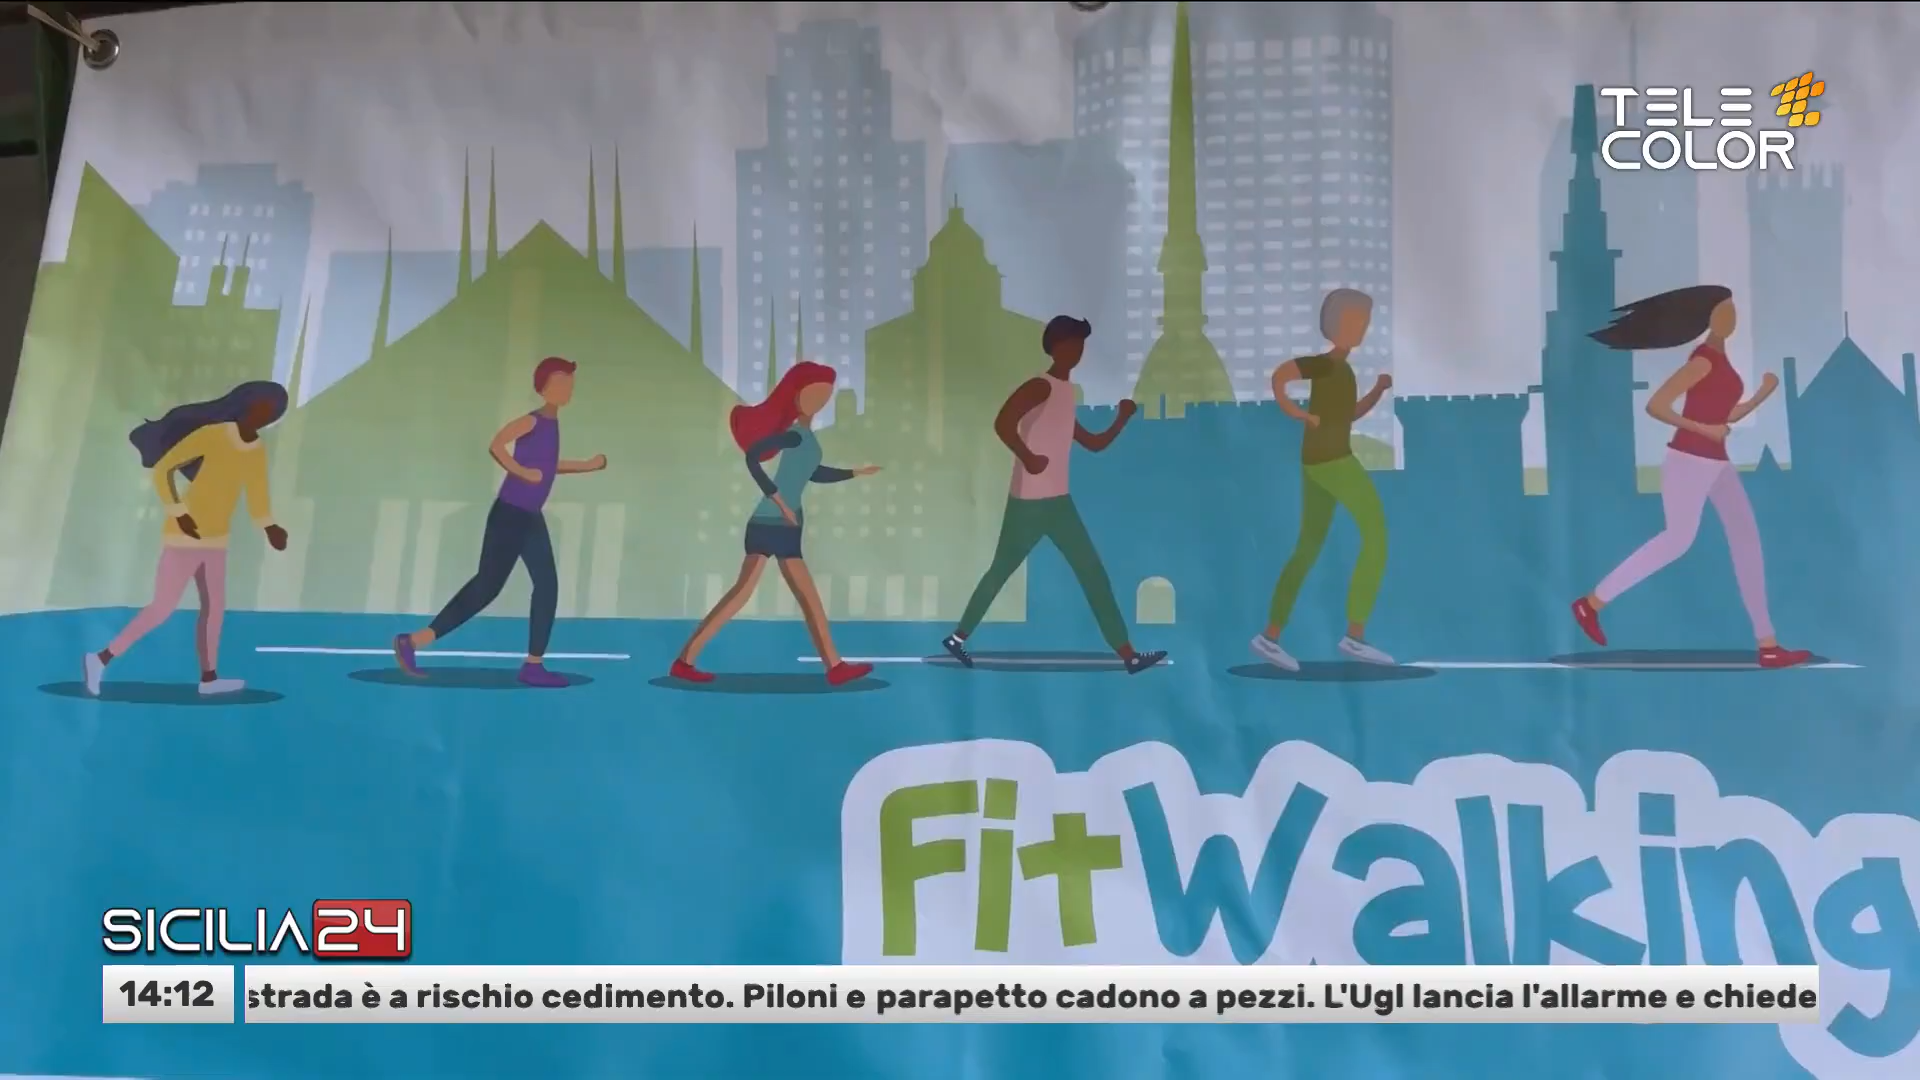 TELE
COLOR
FitWalking
SICILIA24
14:12
strada è a rischio cedimento. Piloni e parapetto cadono a pezzi. L'Ugl lancia l'allarme e chiede